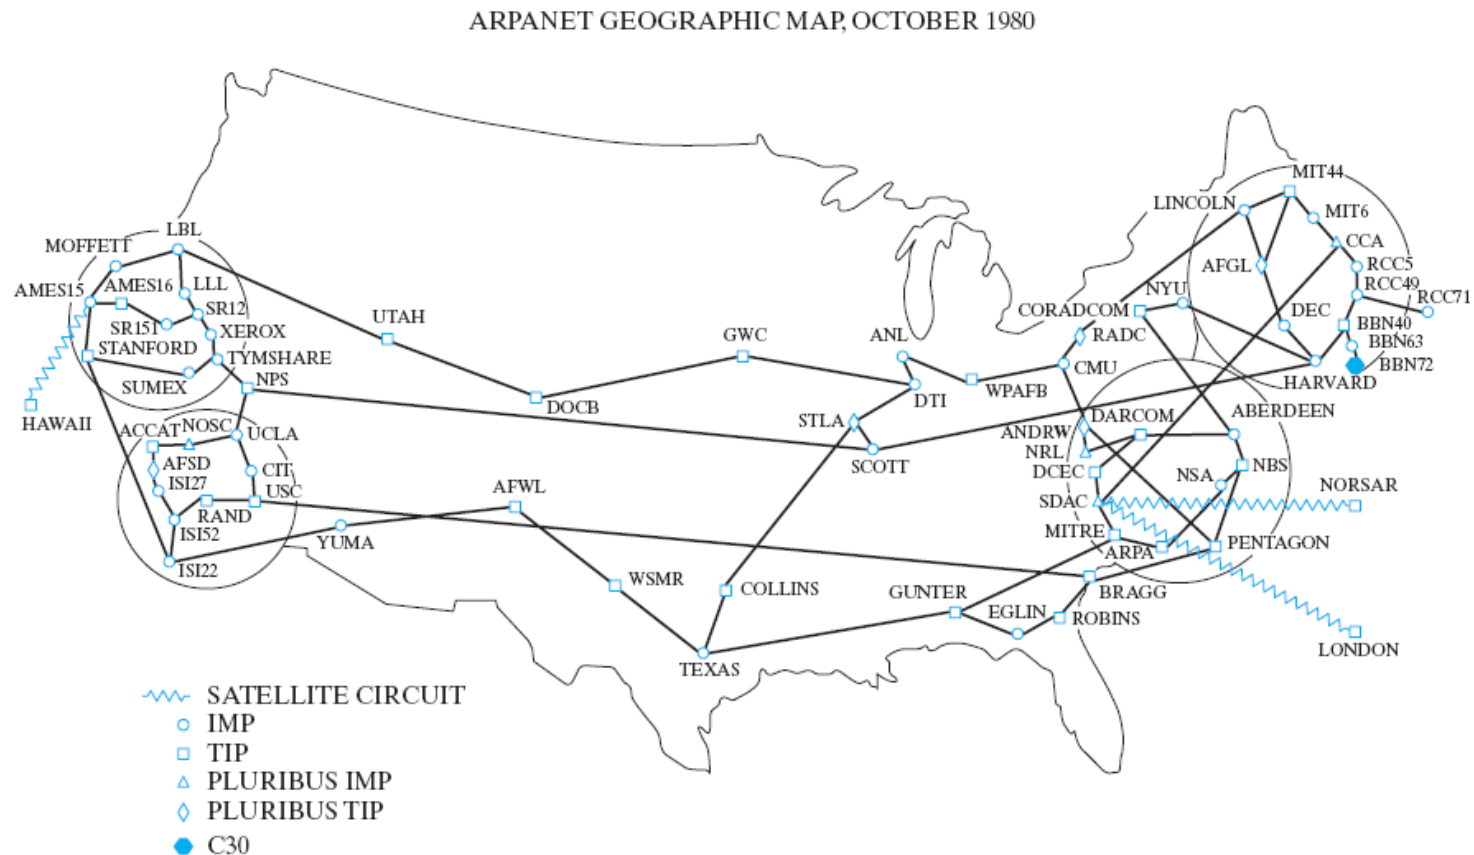 ARPANET GEOGRAPHIC MAP, OCTOBER 1980
MIT44
LINCOLN
MIT6
LBL
CCA
MOFFETT
AFGL
RCC5
AMES16
LLL
NYU
RCC49
AMES15
RCC71
SR12
CORADCOM
DEC
UTAH
SR151
XEROX
GWC
ANL
RADC
BBN40
STANFORD
BBN63
TYMSHARE
CMU
BBN72
SUMEX
NPS
WPAFB
HARVARD
DTI
DOCB
HAWAII
STLA
DARCOM
ABERDEEN
ACCAT
NOSC
UCLA
ANDRW
NRL
AFSD
CIT
SCOTT
DCEC
NSA
NBS
ISI27
AFWL
NORSAR
USC
SDAC
RAND
MITRE
ISI52
YUMA
ARPA
PENTAGON
ISI22
WSMR
COLLINS
GUNTER
BRAGG
EGLIN
ROBINS
LONDON
TEXAS
SATELLITE CIRCUIT
IMP
TIP
PLURIBUS IMP
PLURIBUS TIP
C30